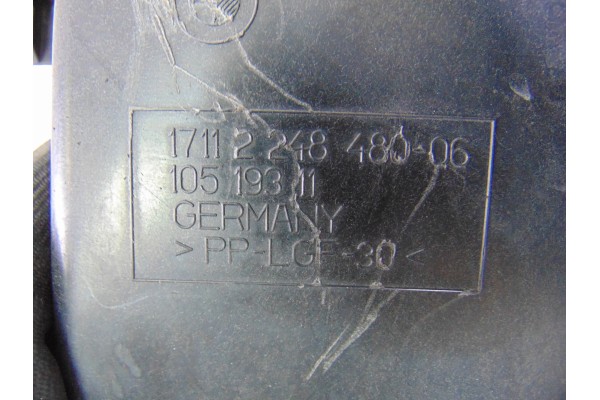 1711 2 248 480-06
105 193 11
GERMANY
> PP-LGF-30 <